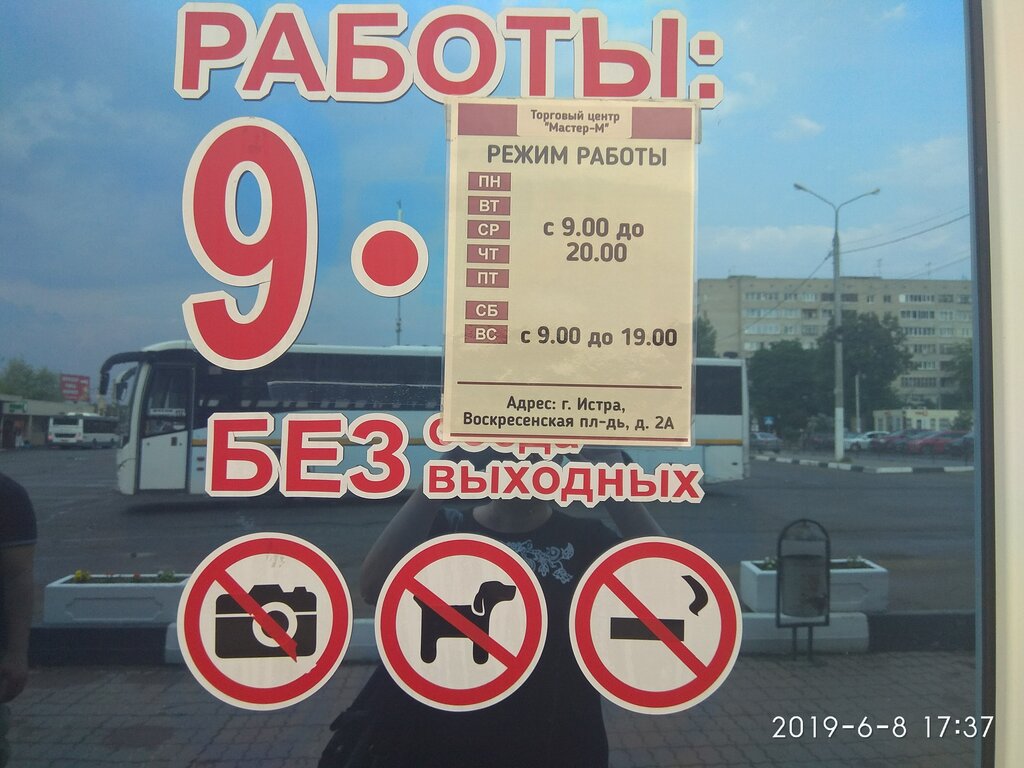 РАБОТЫ:
9
Торговый центр
"Мастер-М"
РЕЖИМ РАБОТЫ
ПН
ВТ
СР
ЧТ
ПТ
с 9.00 до
20.00
СБ
ВС
с 9.00 до 19.00
Адрес: г. Истра,
Воскресенская пл-дь, д. 2А
БЕЗ
выходных
2019-6-8 17:37